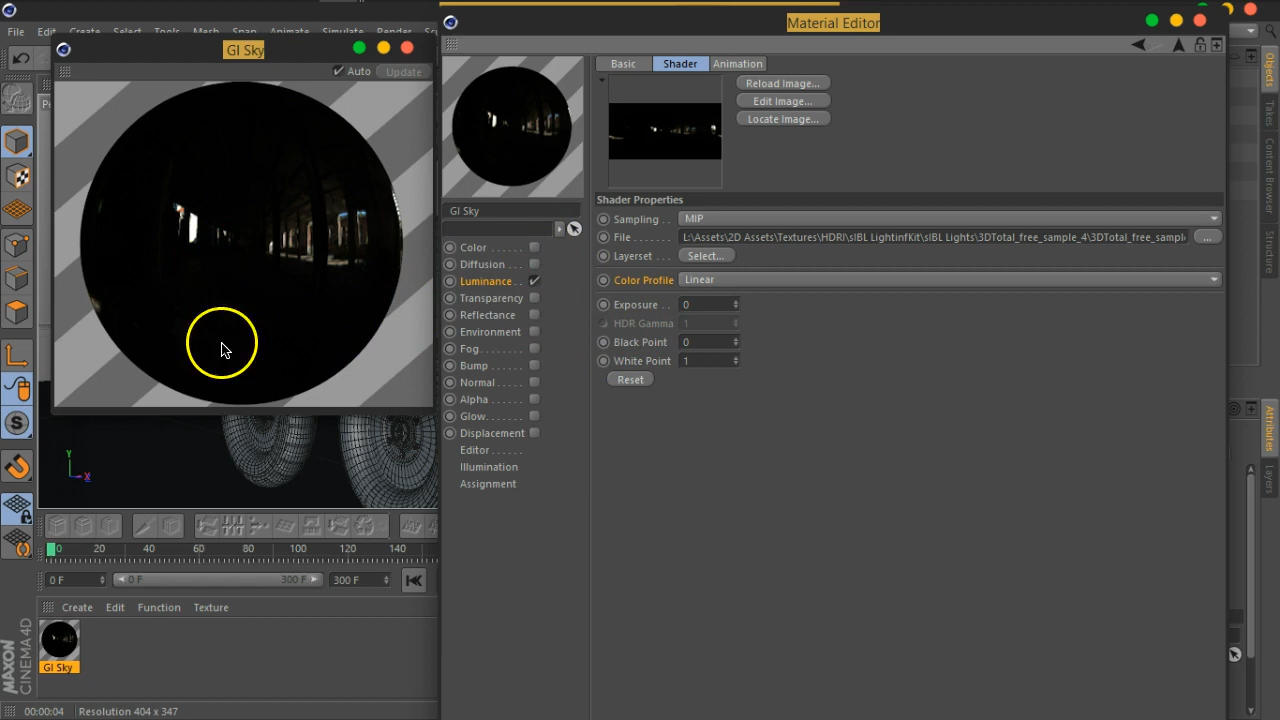 Material Editor
File Edit Create Select Tools Mesh Snap Animate Simulate Render
GI Sky
Auto Update
Basic Shader Animation
Reload Image...
Edit Image...
Locate Image...
Shader Properties
GI Sky
Sampling . . MIP
File . . . . . . . L:\Assets\2D Assets\Textures\HDRI\sIBL LightinfKit\sIBL Lights\3DTotal_free_sample_4\3DTotal_free_sampl ...
Layerset . . Select...
Color Profile Linear
Exposure . . 0
HDR Gamma 1
Black Point 0
White Point 1
Reset
Color
Diffusion
Luminance
Transparency
Reflectance
Environment
Fog
Bump
Normal
Alpha
Glow
Displacement
Editor
Illumination
Assignment
Objects
Takes
Content Browser
Structure
Attributes
Layers
Y
X
0 20 40 60 80 100 120 140
0 F 0 F 300 F 300 F
Create Edit Function Texture
GI Sky
MAXON
CINEMA 4D
00:00:04 Resolution 404 x 347